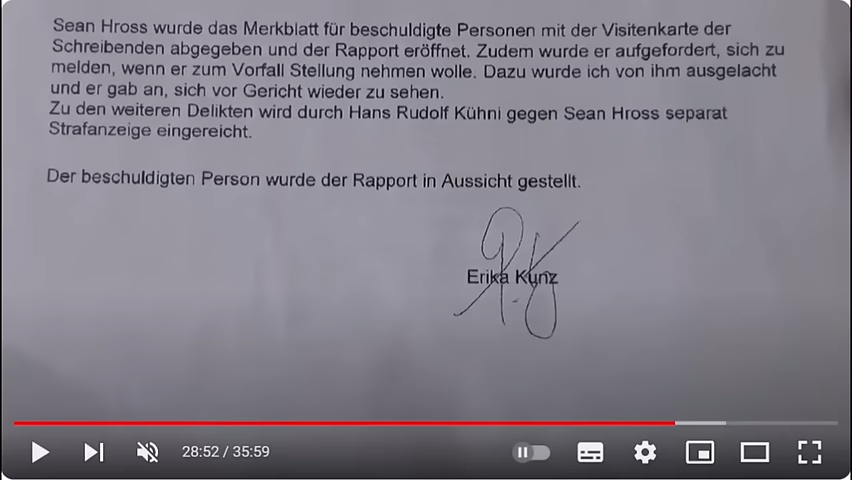 Sean Hross wurde das Merkblatt für beschuldigte Personen mit der Visitenkarte der
Schreibenden abgegeben und der Rapport eröffnet. Zudem wurde er aufgefordert, sich zu
melden, wenn er zum Vorfall Stellung nehmen wolle. Dazu wurde ich von ihm ausgelacht
und er gab an, sich vor Gericht wieder zu sehen.
Zu den weiteren Delikten wird durch Hans Rudolf Kühni gegen Sean Hross separat
Strafanzeige eingereicht.
Der beschuldigten Person wurde der Rapport in Aussicht gestellt.
Erika Kunz
28:52 / 35:59